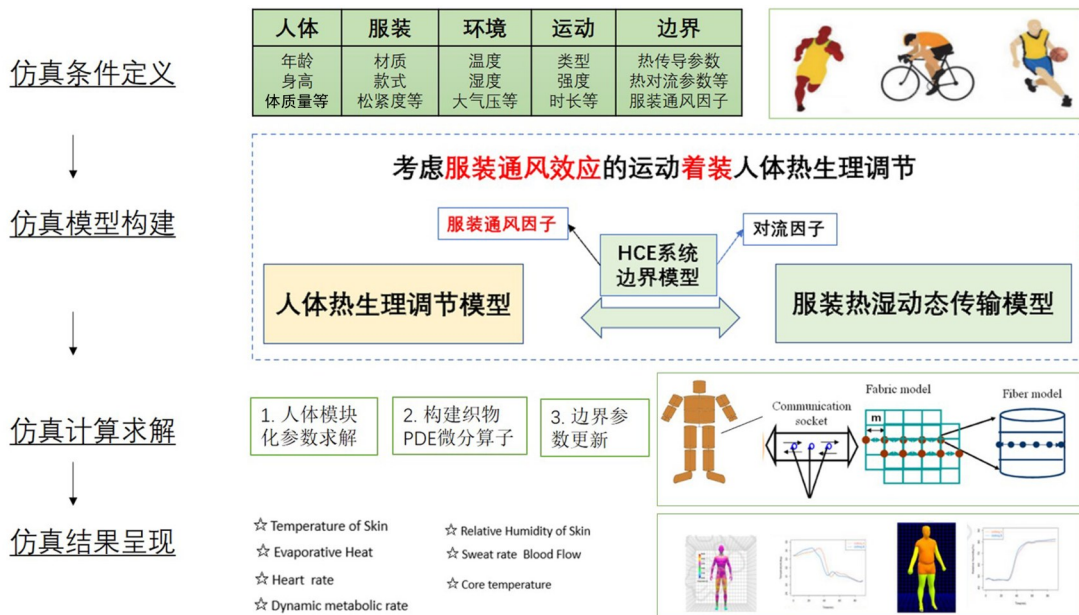 仿真条件定义
人体 服装 环境 运动 边界
年龄 材质 温度 类型 热传导参数
身高 款式 湿度 强度 热对流参数等
体质量等 松紧度等 大气压等 时长等 服装通风因子
仿真模型构建
考虑服装通风效应的运动着装人体热生理调节
服装通风因子
对流因子
HCE系统
边界模型
人体热生理调节模型
服装热湿动态传输模型
仿真计算求解
1. 人体模块
化参数求解
2. 构建织物
PDE微分算子
3. 边界参
数更新
Communication
socket
Fabric model
Fiber model
m
仿真结果呈现
☆ Temperature of Skin
☆ Evaporative Heat
☆ Heart rate
☆ Dynamic metabolic rate
☆ Relative Humidity of Skin
☆ Sweat rate Blood Flow
☆ Core temperature